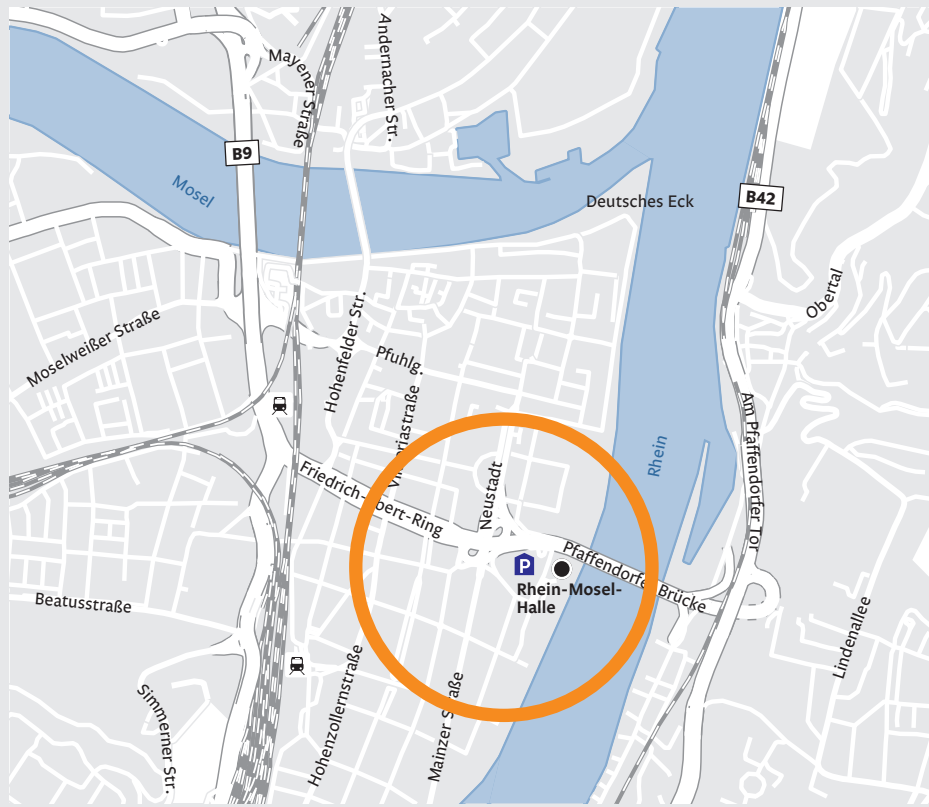 Mayener Straße
Andernacher Str.
B9
Mosel
Deutsches Eck
B42
Obertal
Moselweißer Straße
Hohenfelder Str.
Pfuhlg.
Viktoriastraße
Am Pfaffendorfer Tor
Rhein
Neustadt
Friedrich-Ebert-Ring
Pfaffendorfer Brücke
P
Rhein-Mosel-
Halle
Beatusstraße
Lindenallee
Simmerner Str.
Hohenzollernstraße
Mainzer Straße